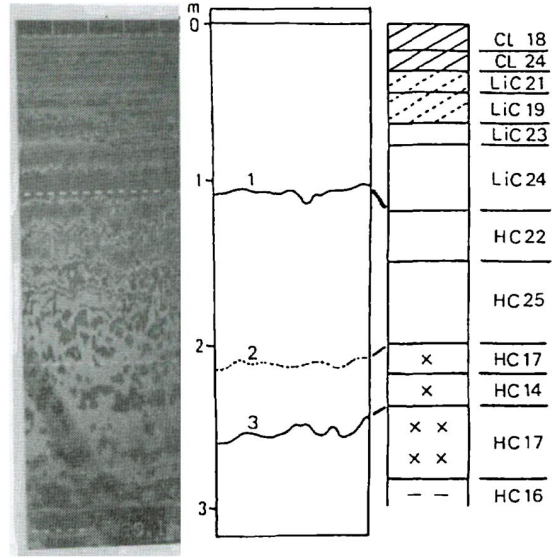 m
0
1
2
3
1
2
3
CL 18
CL 24
LiC 21
LiC 19
LiC 23
LiC 24
HC 22
HC 25
× HC 17
× HC 14
× ×
× × HC 17
– – HC 16